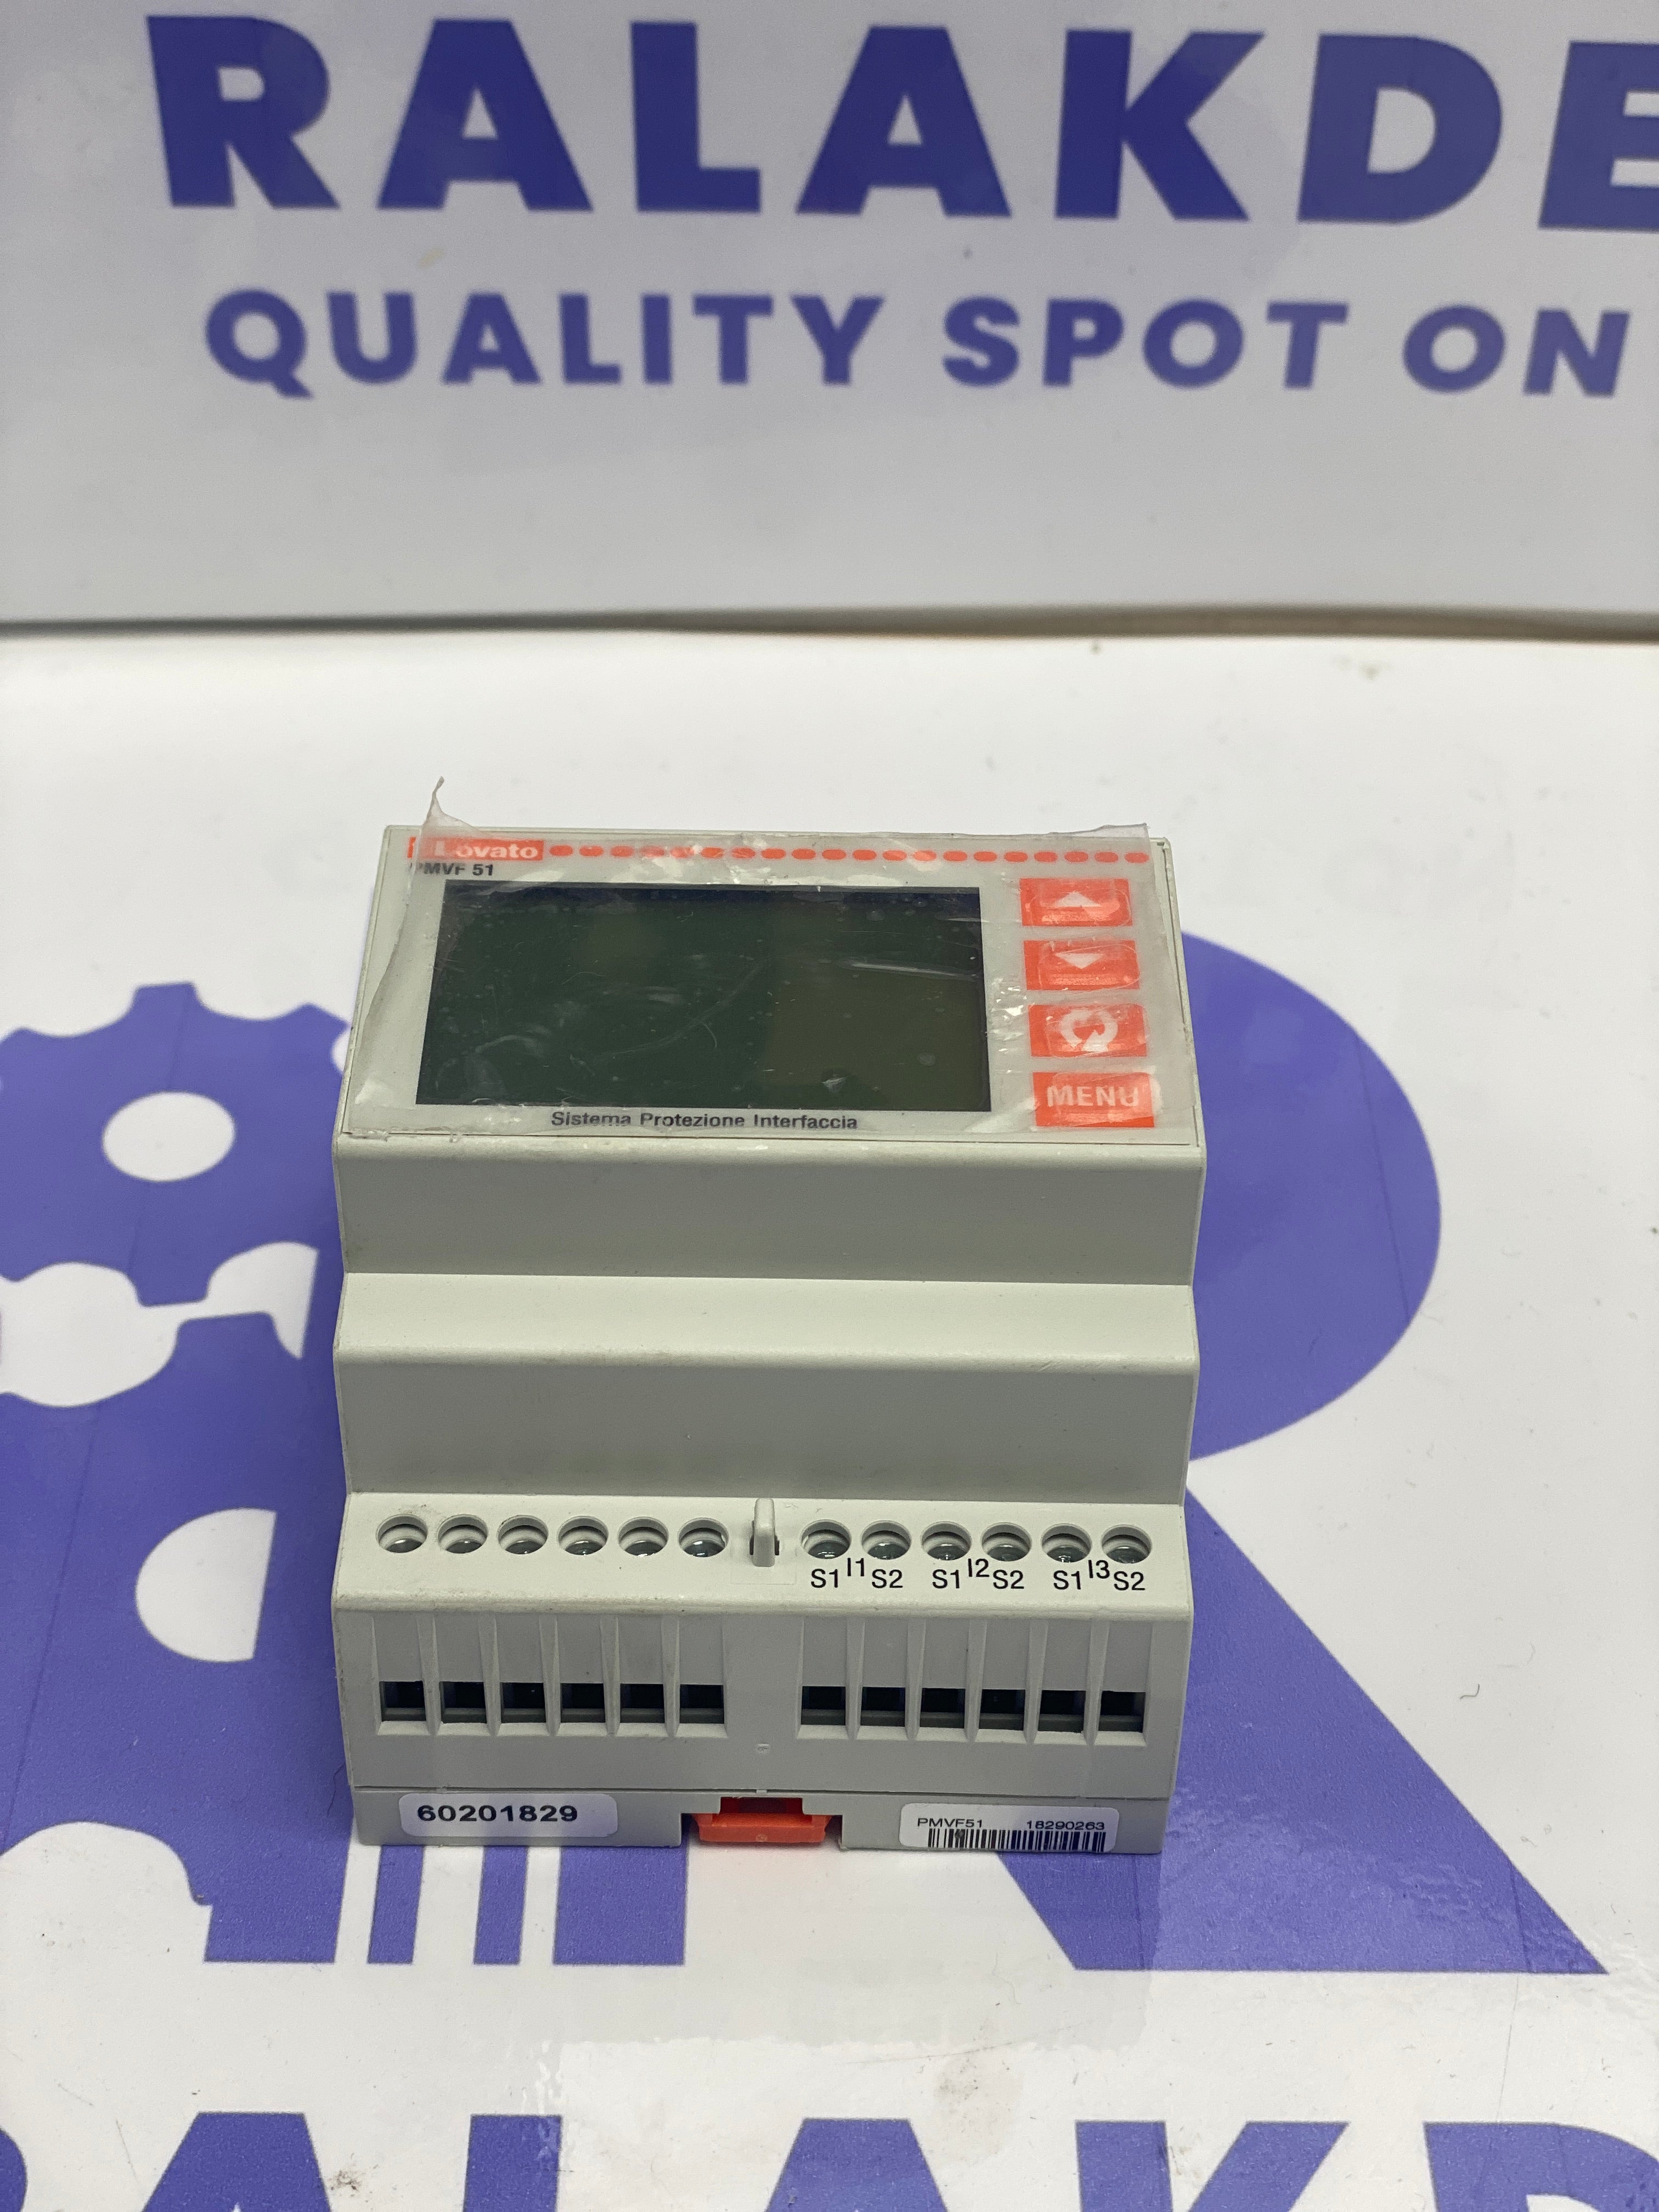 RALAKDE
QUALITY SPOT ON
Lovato
PMVF 51
MENU
Sistema Protezione Interfaccia
S1 I1 S2 S1 I2 S2 S1 I3 S2
60201829
PMVF51 18290263
RALAKD